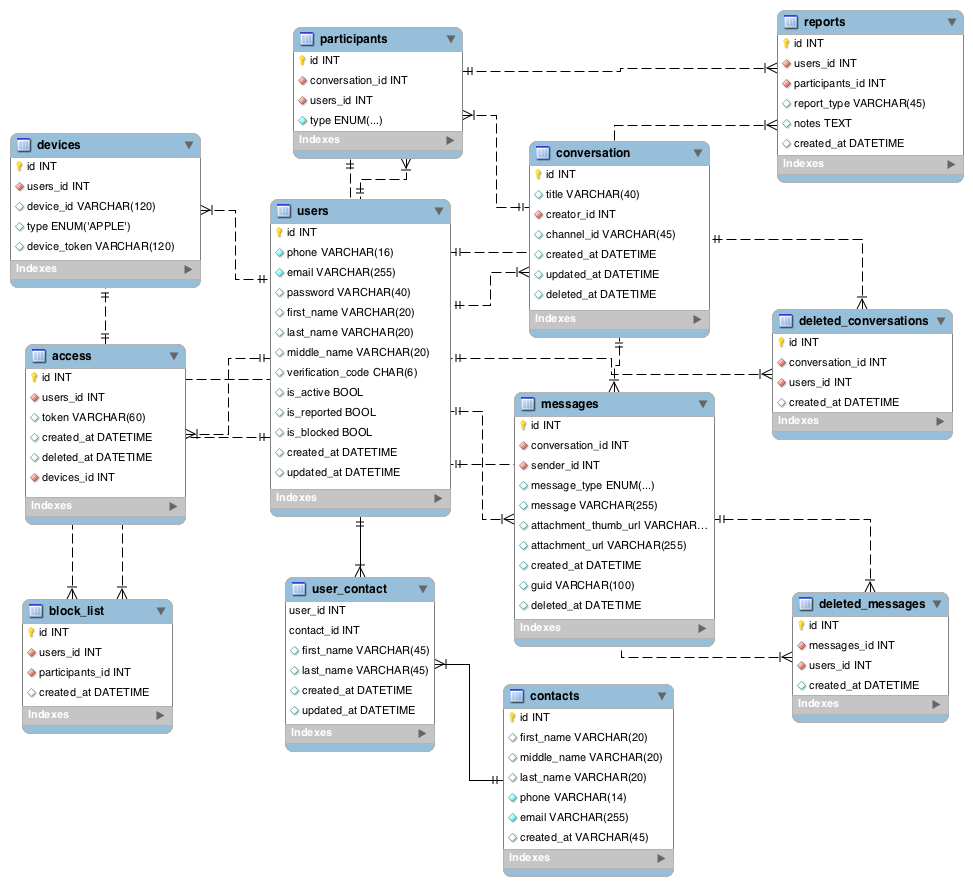 participants
id INT
conversation_id INT
users_id INT
type ENUM(...)
Indexes
reports
id INT
users_id INT
participants_id INT
report_type VARCHAR(45)
notes TEXT
created_at DATETIME
Indexes
devices
id INT
users_id INT
device_id VARCHAR(120)
type ENUM('APPLE')
device_token VARCHAR(120)
Indexes
conversation
id INT
title VARCHAR(40)
creator_id INT
channel_id VARCHAR(45)
created_at DATETIME
updated_at DATETIME
deleted_at DATETIME
Indexes
users
id INT
phone VARCHAR(16)
email VARCHAR(255)
password VARCHAR(40)
first_name VARCHAR(20)
last_name VARCHAR(20)
middle_name VARCHAR(20)
verification_code CHAR(6)
is_active BOOL
is_reported BOOL
is_blocked BOOL
created_at DATETIME
updated_at DATETIME
Indexes
deleted_conversations
id INT
conversation_id INT
users_id INT
created_at DATETIME
Indexes
access
id INT
users_id INT
token VARCHAR(60)
created_at DATETIME
deleted_at DATETIME
devices_id INT
Indexes
messages
id INT
conversation_id INT
sender_id INT
message_type ENUM(...)
message VARCHAR(255)
attachment_thumb_url VARCHAR...
attachment_url VARCHAR(255)
created_at DATETIME
guid VARCHAR(100)
deleted_at DATETIME
Indexes
user_contact
user_id INT
contact_id INT
first_name VARCHAR(45)
last_name VARCHAR(45)
created_at DATETIME
updated_at DATETIME
Indexes
block_list
id INT
users_id INT
participants_id INT
created_at DATETIME
Indexes
deleted_messages
id INT
messages_id INT
users_id INT
created_at DATETIME
Indexes
contacts
id INT
first_name VARCHAR(20)
middle_name VARCHAR(20)
last_name VARCHAR(20)
phone VARCHAR(14)
email VARCHAR(255)
created_at VARCHAR(45)
Indexes